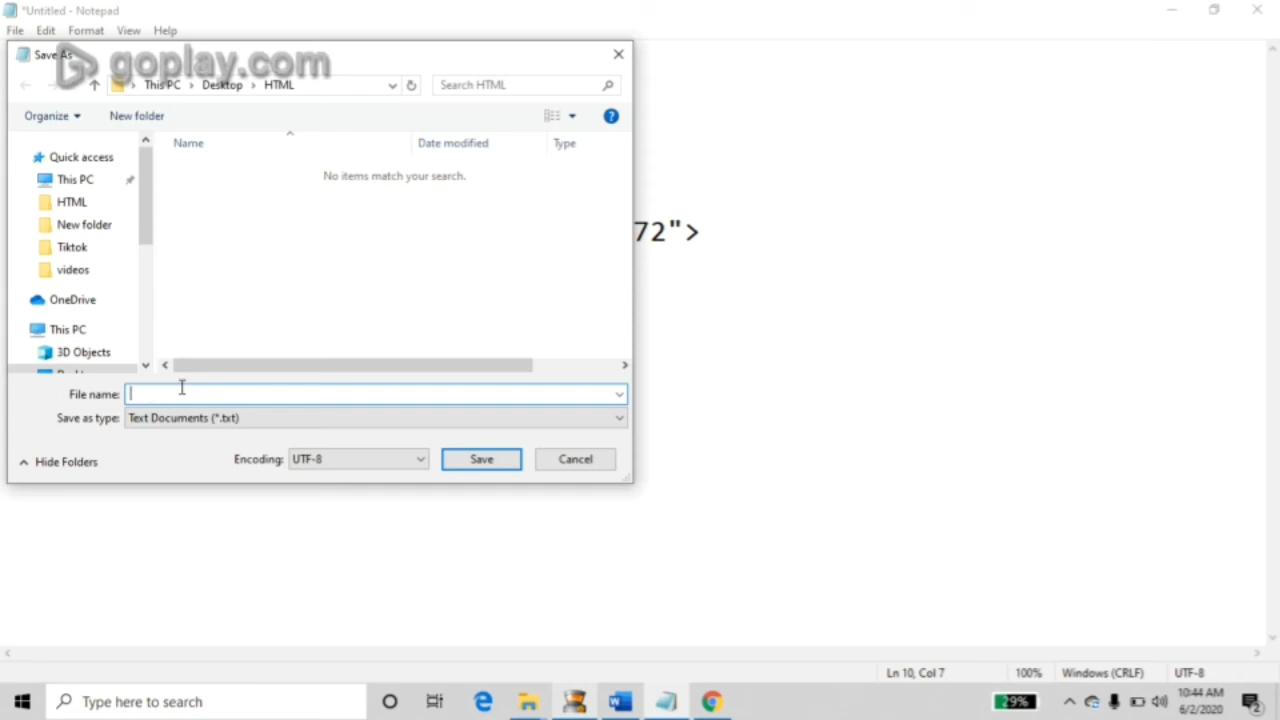 *Untitled - Notepad
File Edit Format View Help
Save As
goplay.com
This PC > Desktop > HTML
Search HTML
Organize
New folder
Name
Date modified
Type
No items match your search.
Quick access
This PC
HTML
New folder
Tiktok
videos
OneDrive
This PC
3D Objects
72">
File name:
Save as type: Text Documents (*.txt)
Hide Folders
Encoding: UTF-8
Save
Cancel
Ln 10, Col 7
100%
Windows (CRLF)
UTF-8
Type here to search
29%
10:44 AM
6/2/2020
2